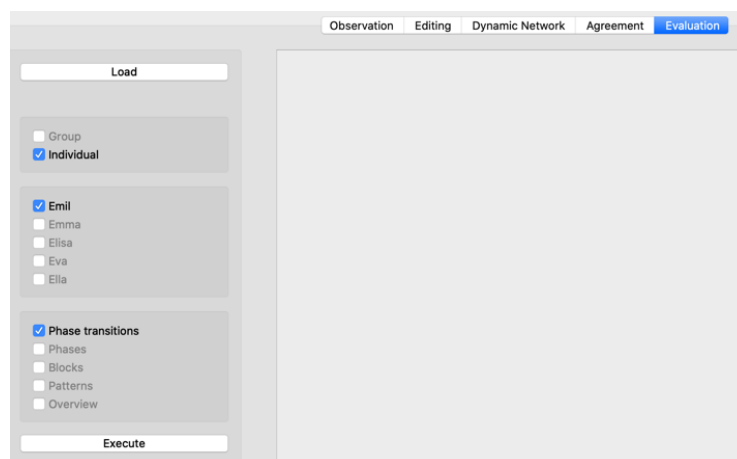 Observation Editing Dynamic Network Agreement Evaluation
Load
Group
Individual
Emil
Emma
Elisa
Eva
Ella
Phase transitions
Phases
Blocks
Patterns
Overview
Execute